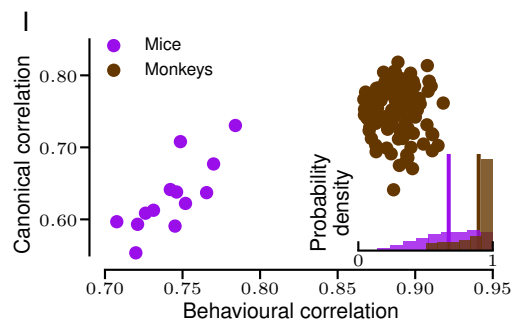 I
Mice
Monkeys
Canonical correlation
0.80
0.70
0.60
Probability
density
0
1
0.70
0.75
0.80
0.85
0.90
0.95
Behavioural correlation